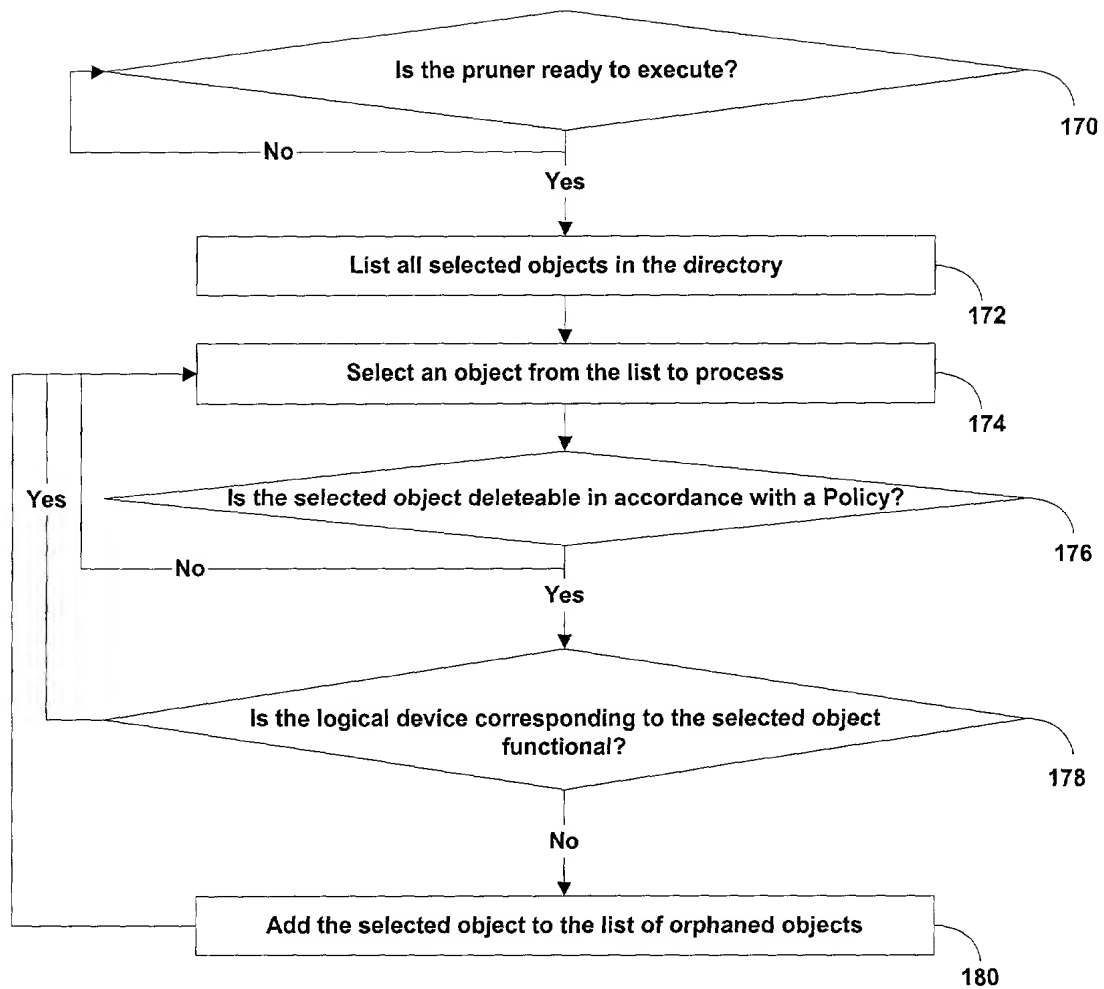 Is the pruner ready to execute?
170
No
Yes
List all selected objects in the directory
172
Select an object from the list to process
174
Is the selected object deleteable in accordance with a Policy?
Yes
176
No
Yes
Is the logical device corresponding to the selected object
functional?
178
No
Add the selected object to the list of orphaned objects
180